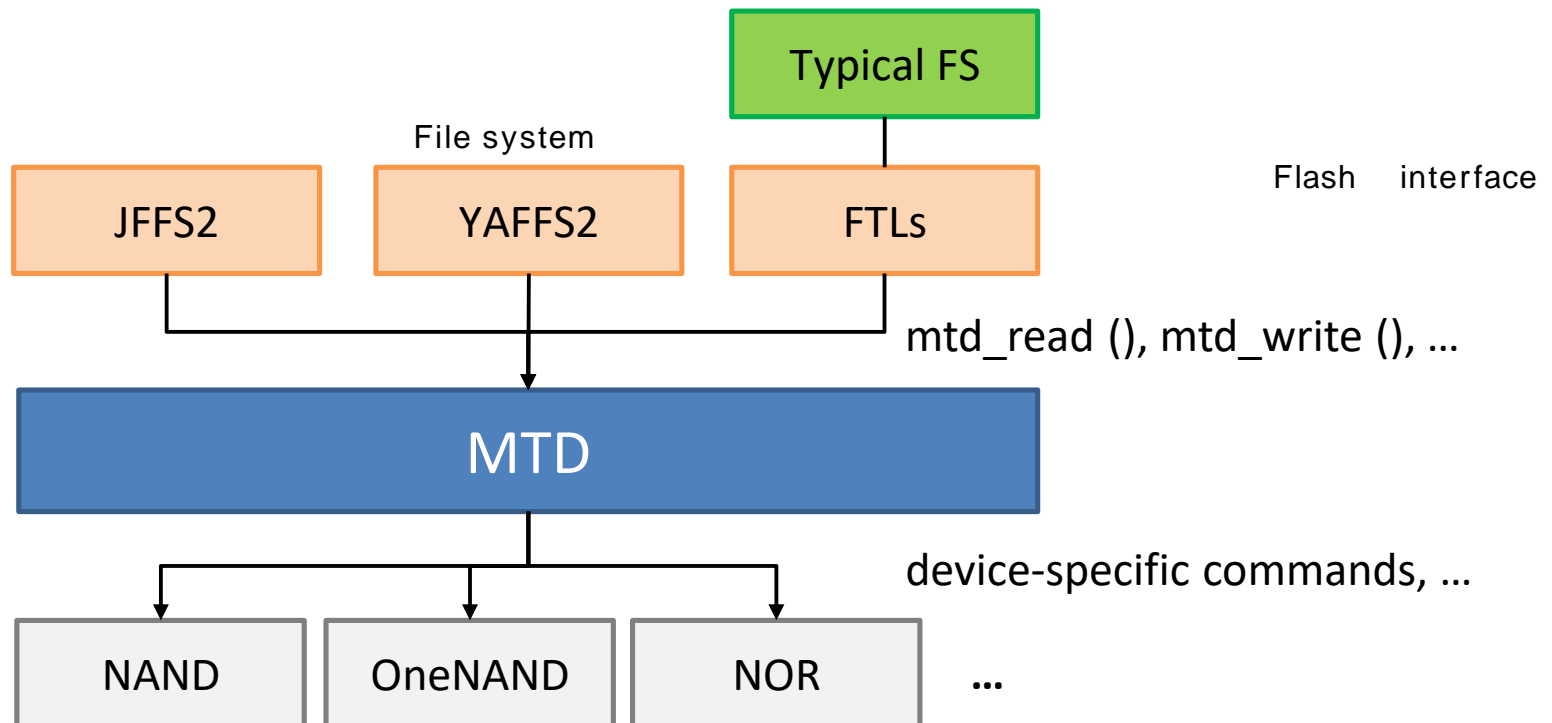 Typical FS
File system
Flash interface
JFFS2
YAFFS2
FTLs
mtd_read (), mtd_write (), …
MTD
device-specific commands, …
NAND
OneNAND
NOR
…